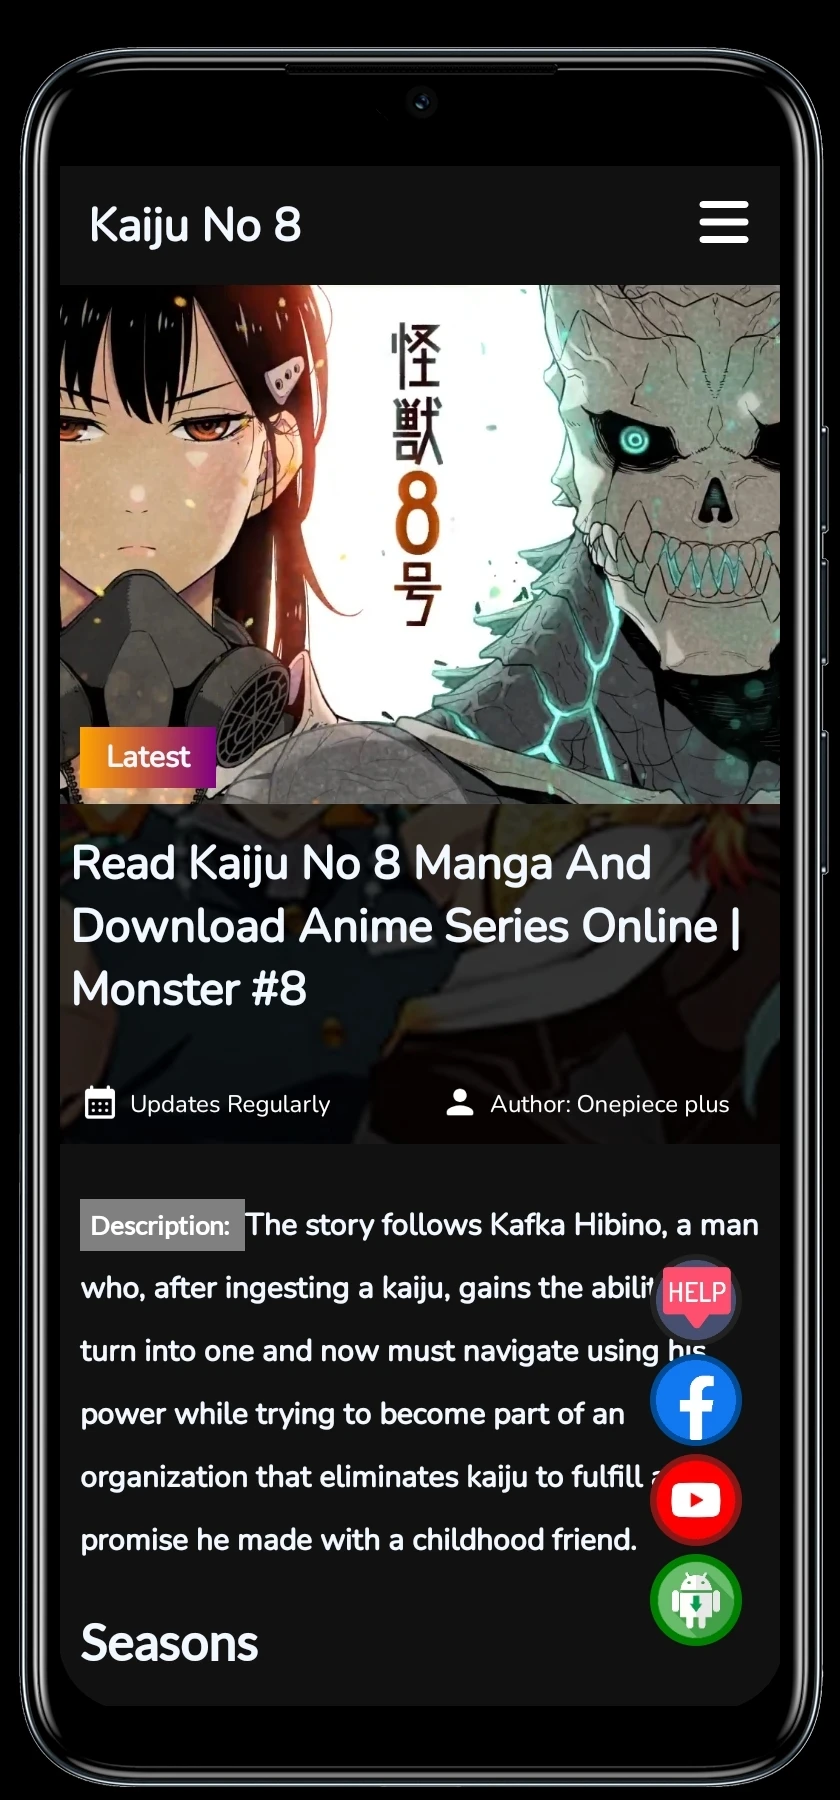 Kaiju No 8
怪
獣
8
号
Latest
Read Kaiju No 8 Manga And
Download Anime Series Online |
Monster #8
Updates Regularly
Author: Onepiece plus
Description: The story follows Kafka Hibino, a man
who, after ingesting a kaiju, gains the
HELP
turn into one and now must navigate using his
power while trying to become part of an
organization that eliminates kaiju to fulfill
promise he made with a childhood friend.
Seasons